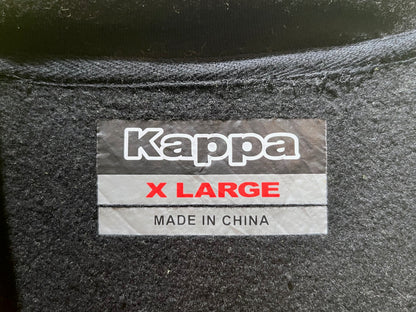 Kappa
X LARGE
MADE IN CHINA